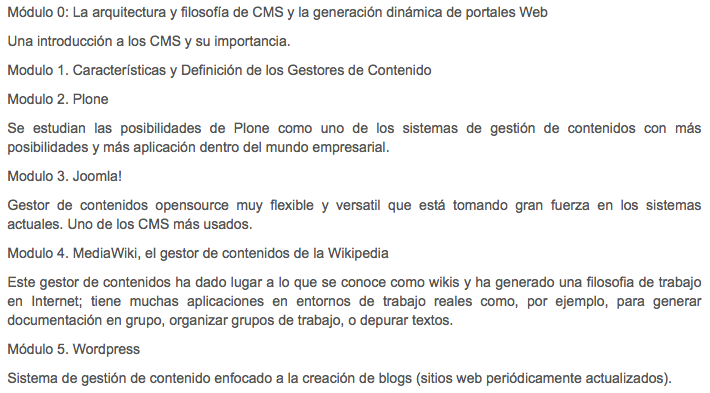 Módulo 0: La arquitectura y filosofía de CMS y la generación dinámica de portales Web
Una introducción a los CMS y su importancia.
Modulo 1. Características y Definición de los Gestores de Contenido
Modulo 2. Plone
Se estudian las posibilidades de Plone como uno de los sistemas de gestión de contenidos con más
posibilidades y más aplicación dentro del mundo empresarial.
Modulo 3. Joomla!
Gestor de contenidos opensource muy flexible y versatil que está tomando gran fuerza en los sistemas
actuales. Uno de los CMS más usados.
Modulo 4. MediaWiki, el gestor de contenidos de la Wikipedia
Este gestor de contenidos ha dado lugar a lo que se conoce como wikis y ha generado una filosofia de trabajo
en Internet; tiene muchas aplicaciones en entornos de trabajo reales como, por ejemplo, para generar
documentación en grupo, organizar grupos de trabajo, o depurar textos.
Módulo 5. Wordpress
Sistema de gestión de contenido enfocado a la creación de blogs (sitios web periódicamente actualizados).